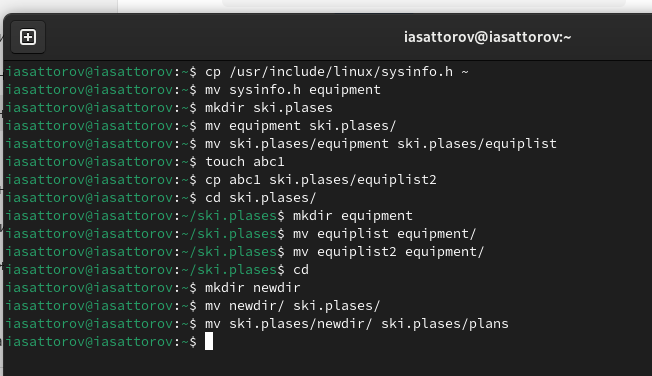 iasattorov@iasattorov:~
iasattorov@iasattorov:~$ cp /usr/include/linux/sysinfo.h ~
iasattorov@iasattorov:~$ mv sysinfo.h equipment
iasattorov@iasattorov:~$ mkdir ski.plases
iasattorov@iasattorov:~$ mv equipment ski.plases/
iasattorov@iasattorov:~$ mv ski.plases/equipment ski.plases/equiplist
iasattorov@iasattorov:~$ touch abc1
iasattorov@iasattorov:~$ cp abc1 ski.plases/equiplist2
iasattorov@iasattorov:~$ cd ski.plases/
iasattorov@iasattorov:~/ski.plases$ mkdir equipment
iasattorov@iasattorov:~/ski.plases$ mv equiplist equipment/
iasattorov@iasattorov:~/ski.plases$ mv equiplist2 equipment/
iasattorov@iasattorov:~/ski.plases$ cd
iasattorov@iasattorov:~$ mkdir newdir
iasattorov@iasattorov:~$ mv newdir/ ski.plases/
iasattorov@iasattorov:~$ mv ski.plases/newdir/ ski.plases/plans
iasattorov@iasattorov:~$